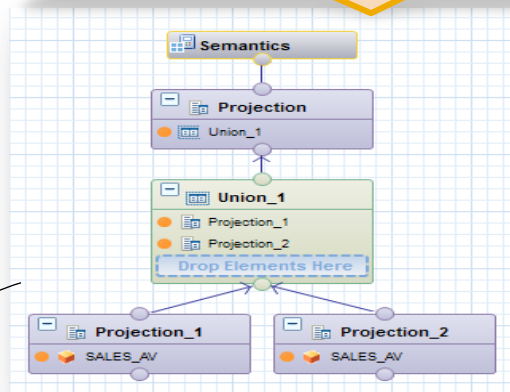 Semantics
Projection
Union_1
Union_1
Projection_1
Projection_2
Drop Elements Here
Projection_1
SALES_AV
Projection_2
SALES_AV